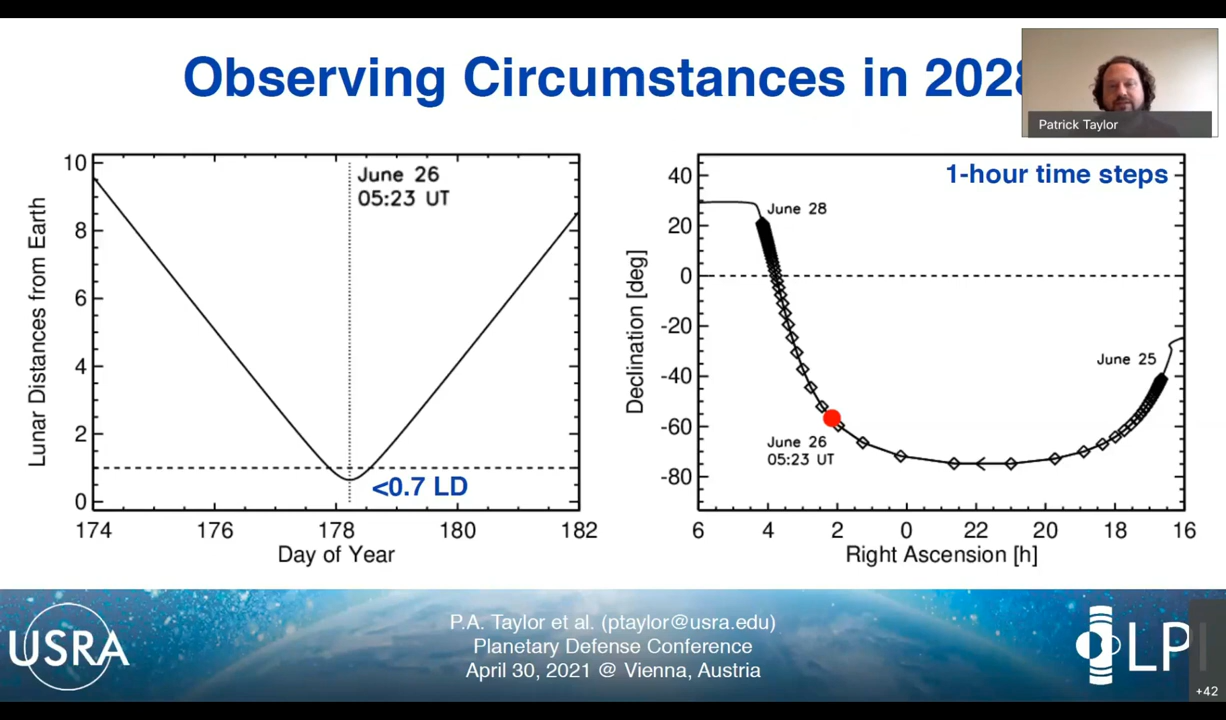 Observing Circumstances in 2028
Patrick Taylor
10
8
6
4
2
0
Lunar Distances from Earth
June 26
05:23 UT
<0.7 LD
174
176
178
180
182
Day of Year
1-hour time steps
40
20
0
-20
-40
-60
-80
Declination [deg]
June 28
June 25
June 26
05:23 UT
6
4
2
0
22
20
18
16
Right Ascension [h]
USRA
P.A. Taylor et al. (ptaylor@usra.edu)
Planetary Defense Conference
April 30, 2021 @ Vienna, Austria
LPI
+42